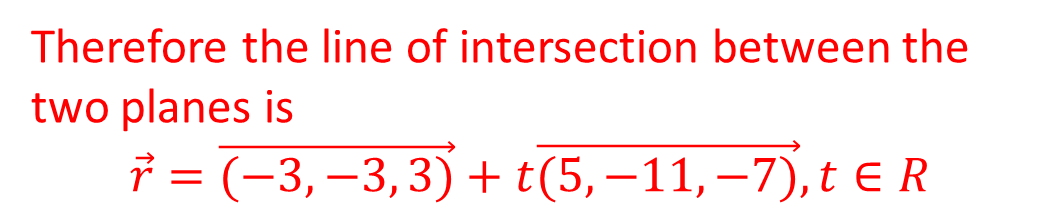 Therefore the line of intersection between the
two planes is
r⃗ = (−3, −3, 3) + t(5, −11, −7), t ∈ R